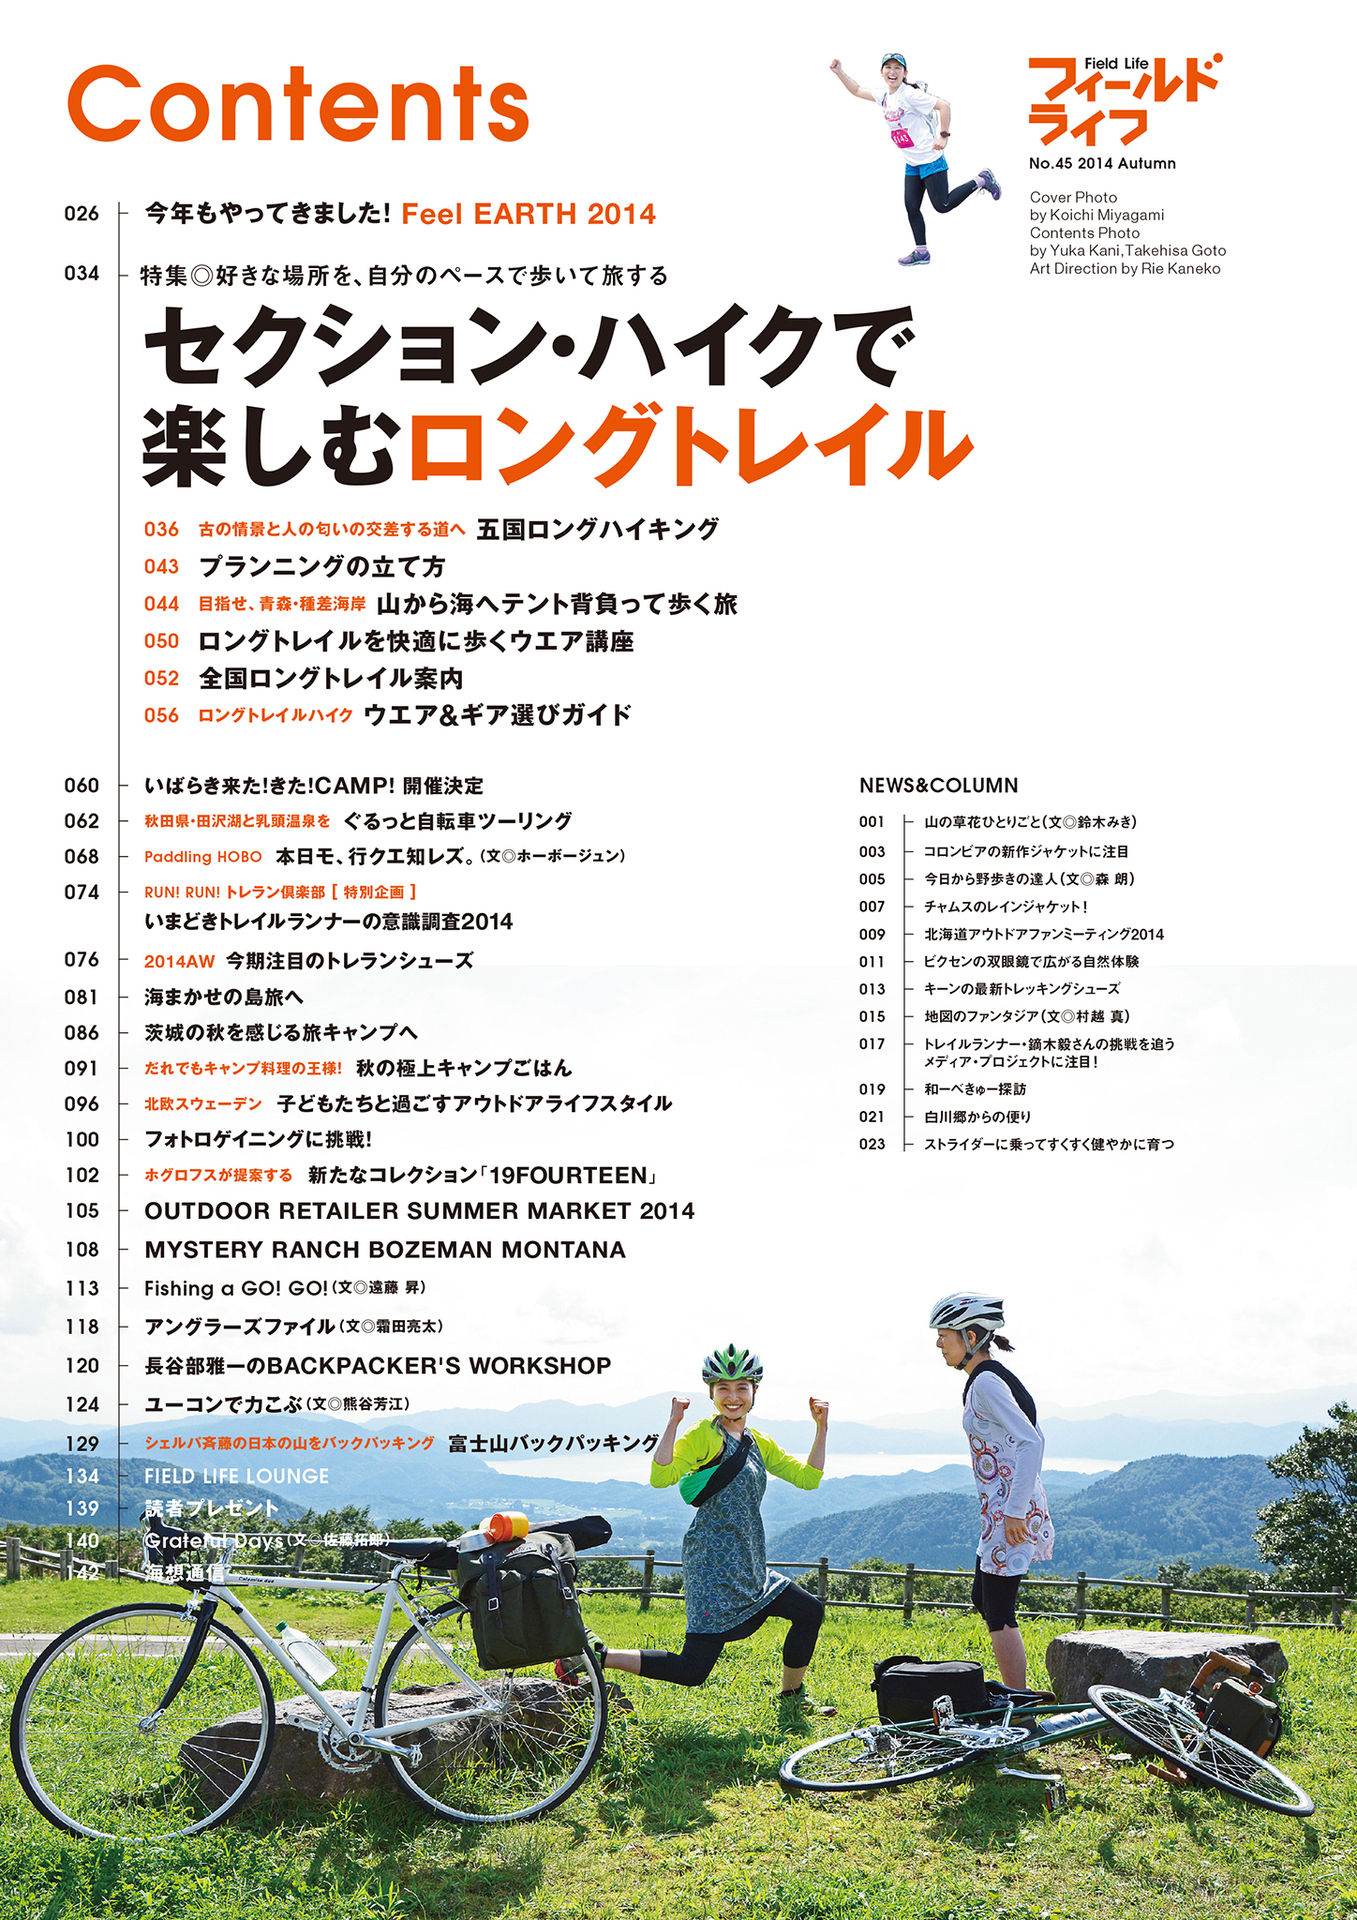 Contents
Field Life
フィールド
ライフ
No.45 2014 Autumn
Cover Photo
by Koichi Miyagami
Contents Photo
by Yuka Kani,Takehisa Goto
Art Direction by Rie Kaneko
026 今年もやってきました! Feel EARTH 2014
034 特集◎好きな場所を、自分のペースで歩いて旅する
セクション・ハイクで
楽しむロングトレイル
036 古の情景と人の匂いの交差する道へ 五国ロングハイキング
043 プランニングの立て方
044 目指せ、青森・種差海岸 山から海へテント背負って歩く旅
050 ロングトレイルを快適に歩くウエア講座
052 全国ロングトレイル案内
056 ロングトレイルハイク ウエア&ギア選びガイド
060 いばらき来た!きた!CAMP! 開催決定
062 秋田県・田沢湖と乳頭温泉を ぐるっと自転車ツーリング
068 Paddling HOBO 本日モ、行クエ知レズ。(文◎ホーボージュン)
074 RUN! RUN! トレラン倶楽部 [ 特別企画 ]
いまどきトレイルランナーの意識調査2014
076 2014AW 今期注目のトレランシューズ
081 海まかせの島旅へ
086 茨城の秋を感じる旅キャンプへ
091 だれでもキャンプ料理の王様! 秋の極上キャンプごはん
096 北欧スウェーデン 子どもたちと過ごすアウトドアライフスタイル
100 フォトロゲイニングに挑戦!
102 ホグロフスが提案する 新たなコレクション「19FOURTEEN」
105 OUTDOOR RETAILER SUMMER MARKET 2014
108 MYSTERY RANCH BOZEMAN MONTANA
113 Fishing a GO! GO!(文◎遠藤 昇)
118 アングラーズファイル(文◎霜田亮太)
120 長谷部雅一のBACKPACKER'S WORKSHOP
124 ユーコンで力こぶ(文◎熊谷芳江)
129 シェルパ斉藤の日本の山をバックパッキング 富士山バックパッキング
134 FIELD LIFE LOUNGE
139 読者プレゼント
140 Grateful Days(文◎佐藤拓郎)
142 海想通信
NEWS&COLUMN
001 山の草花ひとりごと(文◎鈴木みき)
003 コロンビアの新作ジャケットに注目
005 今日から野歩きの達人(文◎森 朗)
007 チャムスのレインジャケット!
009 北海道アウトドアファンミーティング2014
011 ビクセンの双眼鏡で広がる自然体験
013 キーンの最新トレッキングシューズ
015 地図のファンタジア(文◎村越 真)
017 トレイルランナー・鏑木毅さんの挑戦を追う
メディア・プロジェクトに注目!
019 和ーべきゅー探訪
021 白川郷からの便り
023 ストライダーに乗ってすくすく健やかに育つ